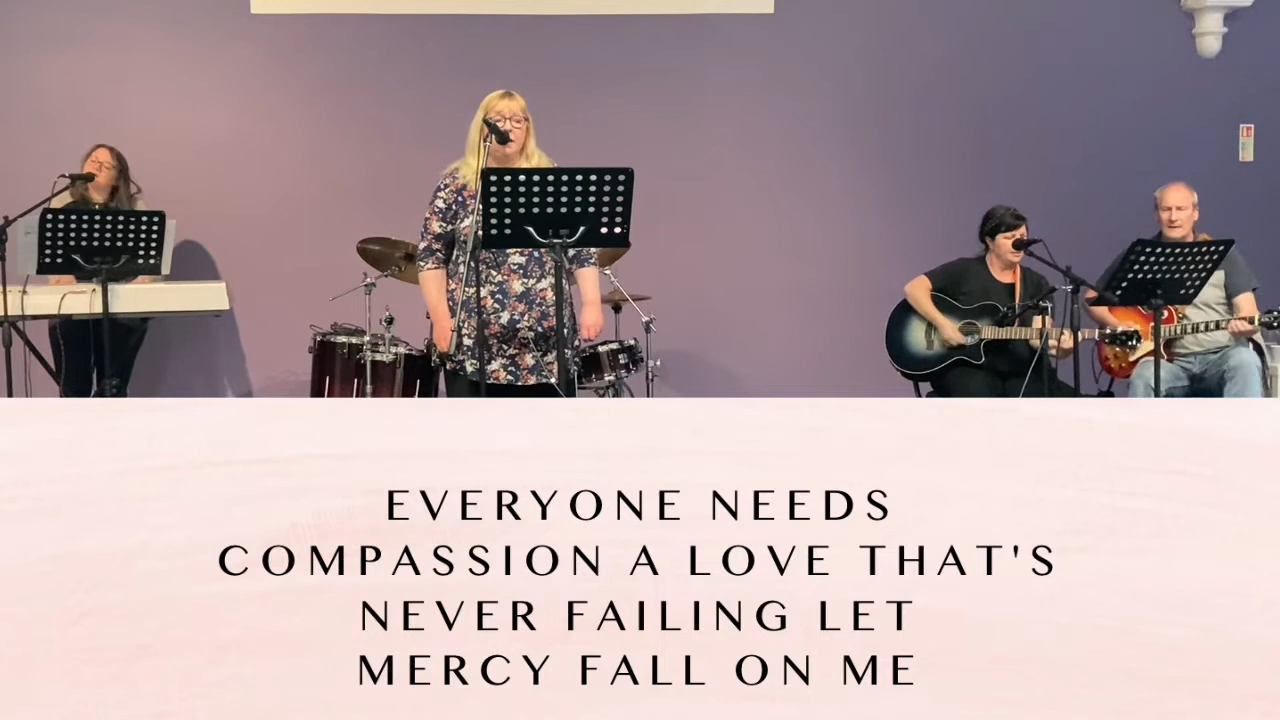 EVERYONE NEEDS
COMPASSION A LOVE THAT'S
NEVER FAILING LET
MERCY FALL ON ME